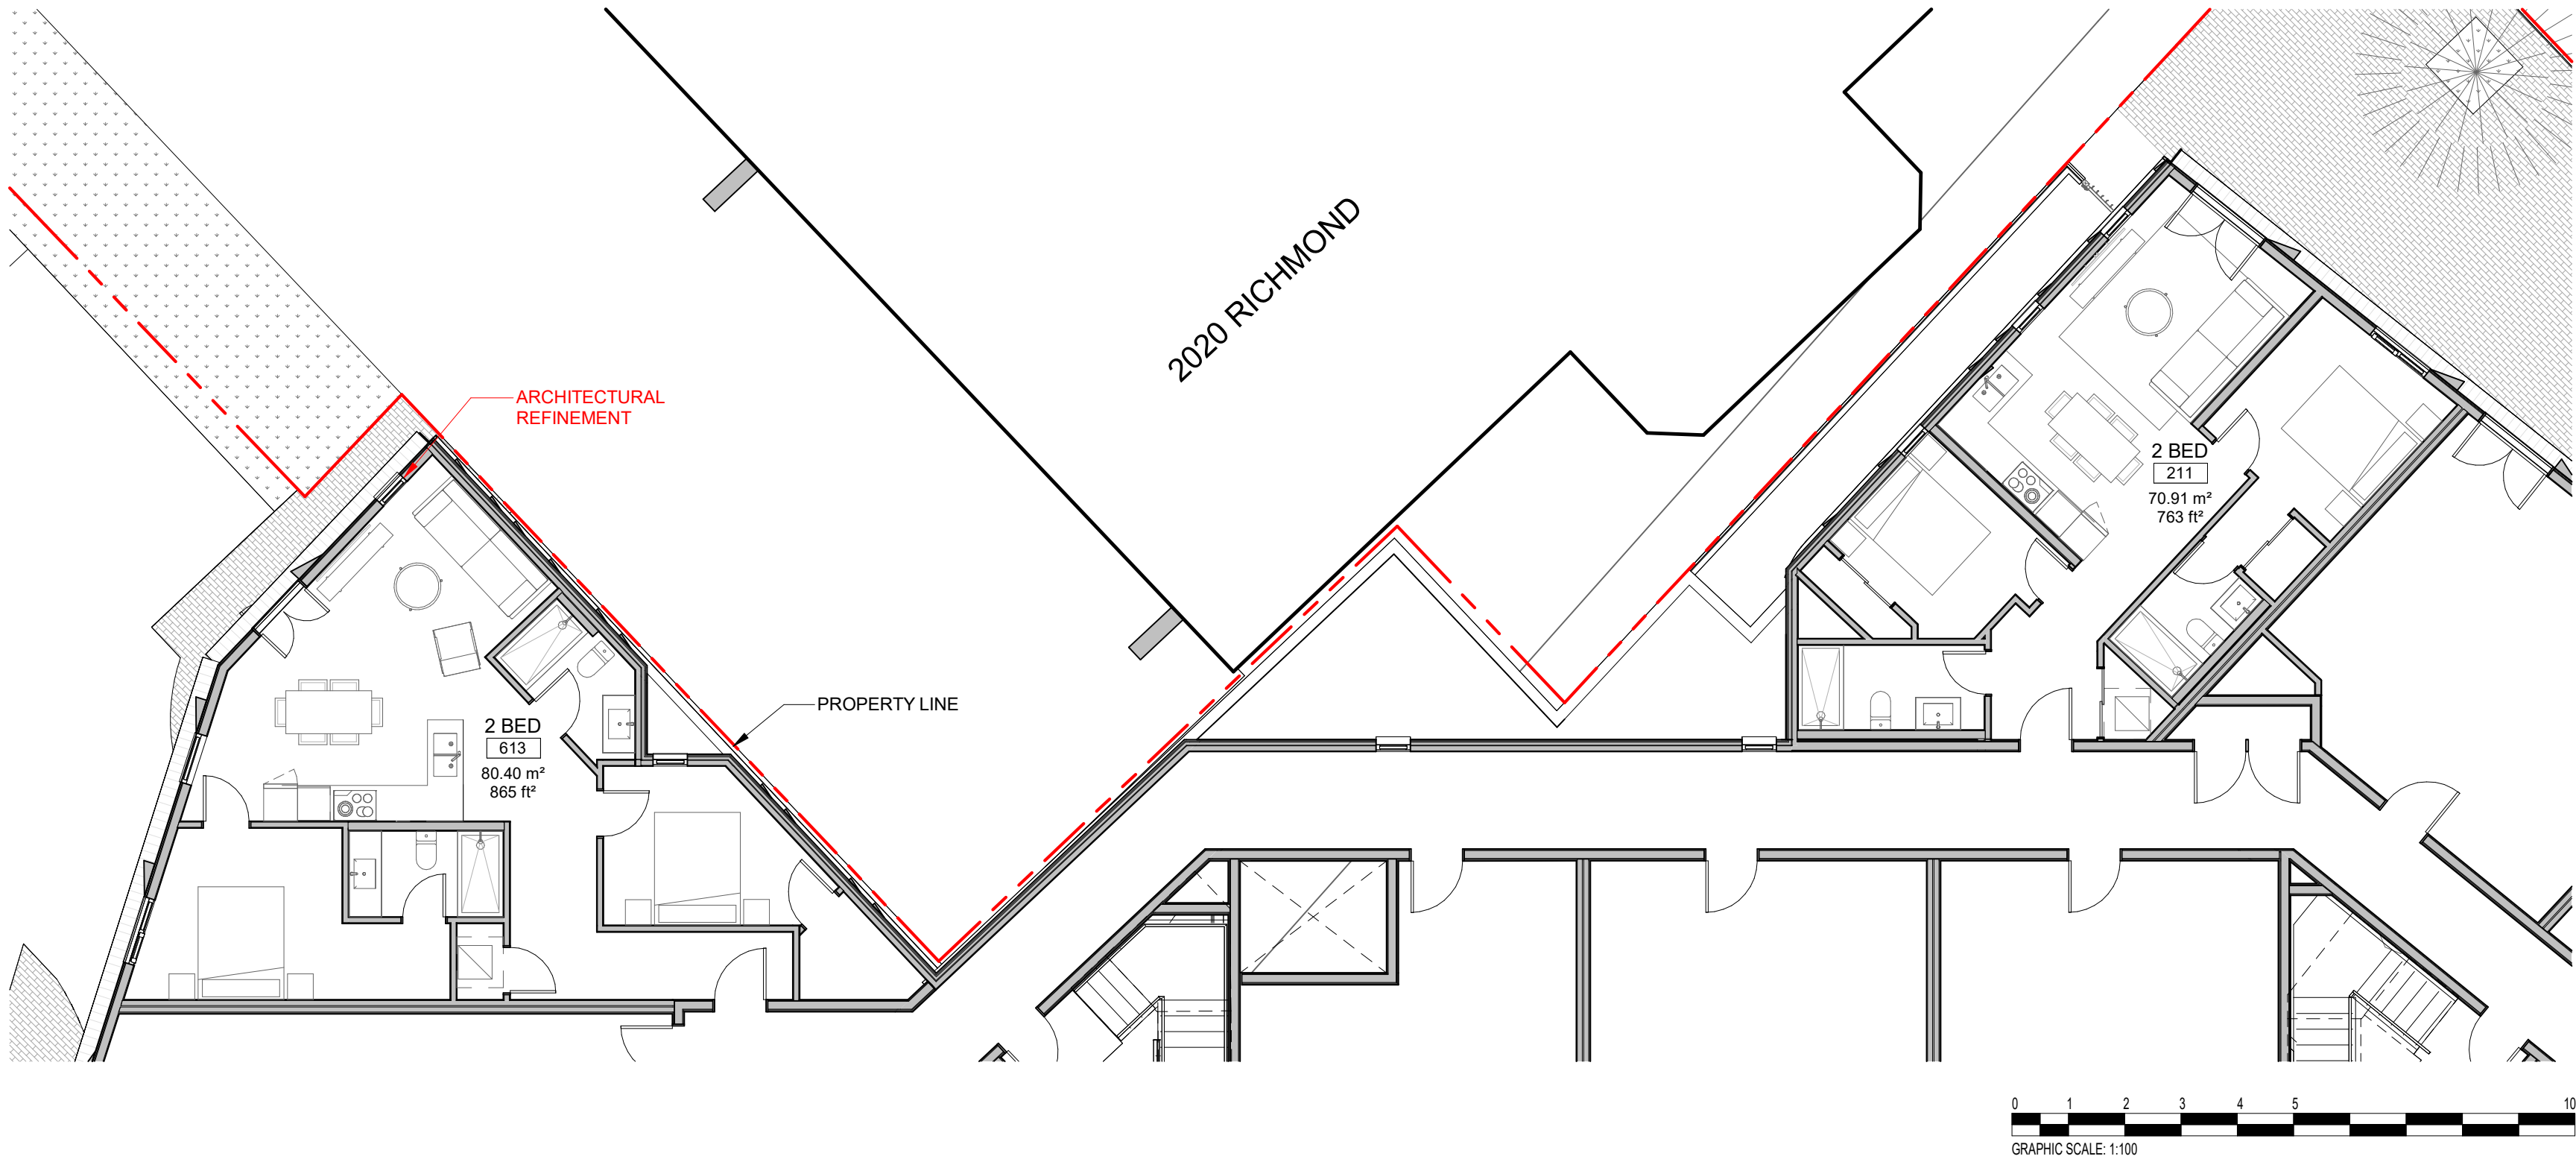 2020 RICHMOND
ARCHITECTURAL
REFINEMENT
PROPERTY LINE
2 BED
613
80.40 m²
865 ft²
2 BED
211
70.91 m²
763 ft²
0 1 2 3 4 5 10
GRAPHIC SCALE: 1:100